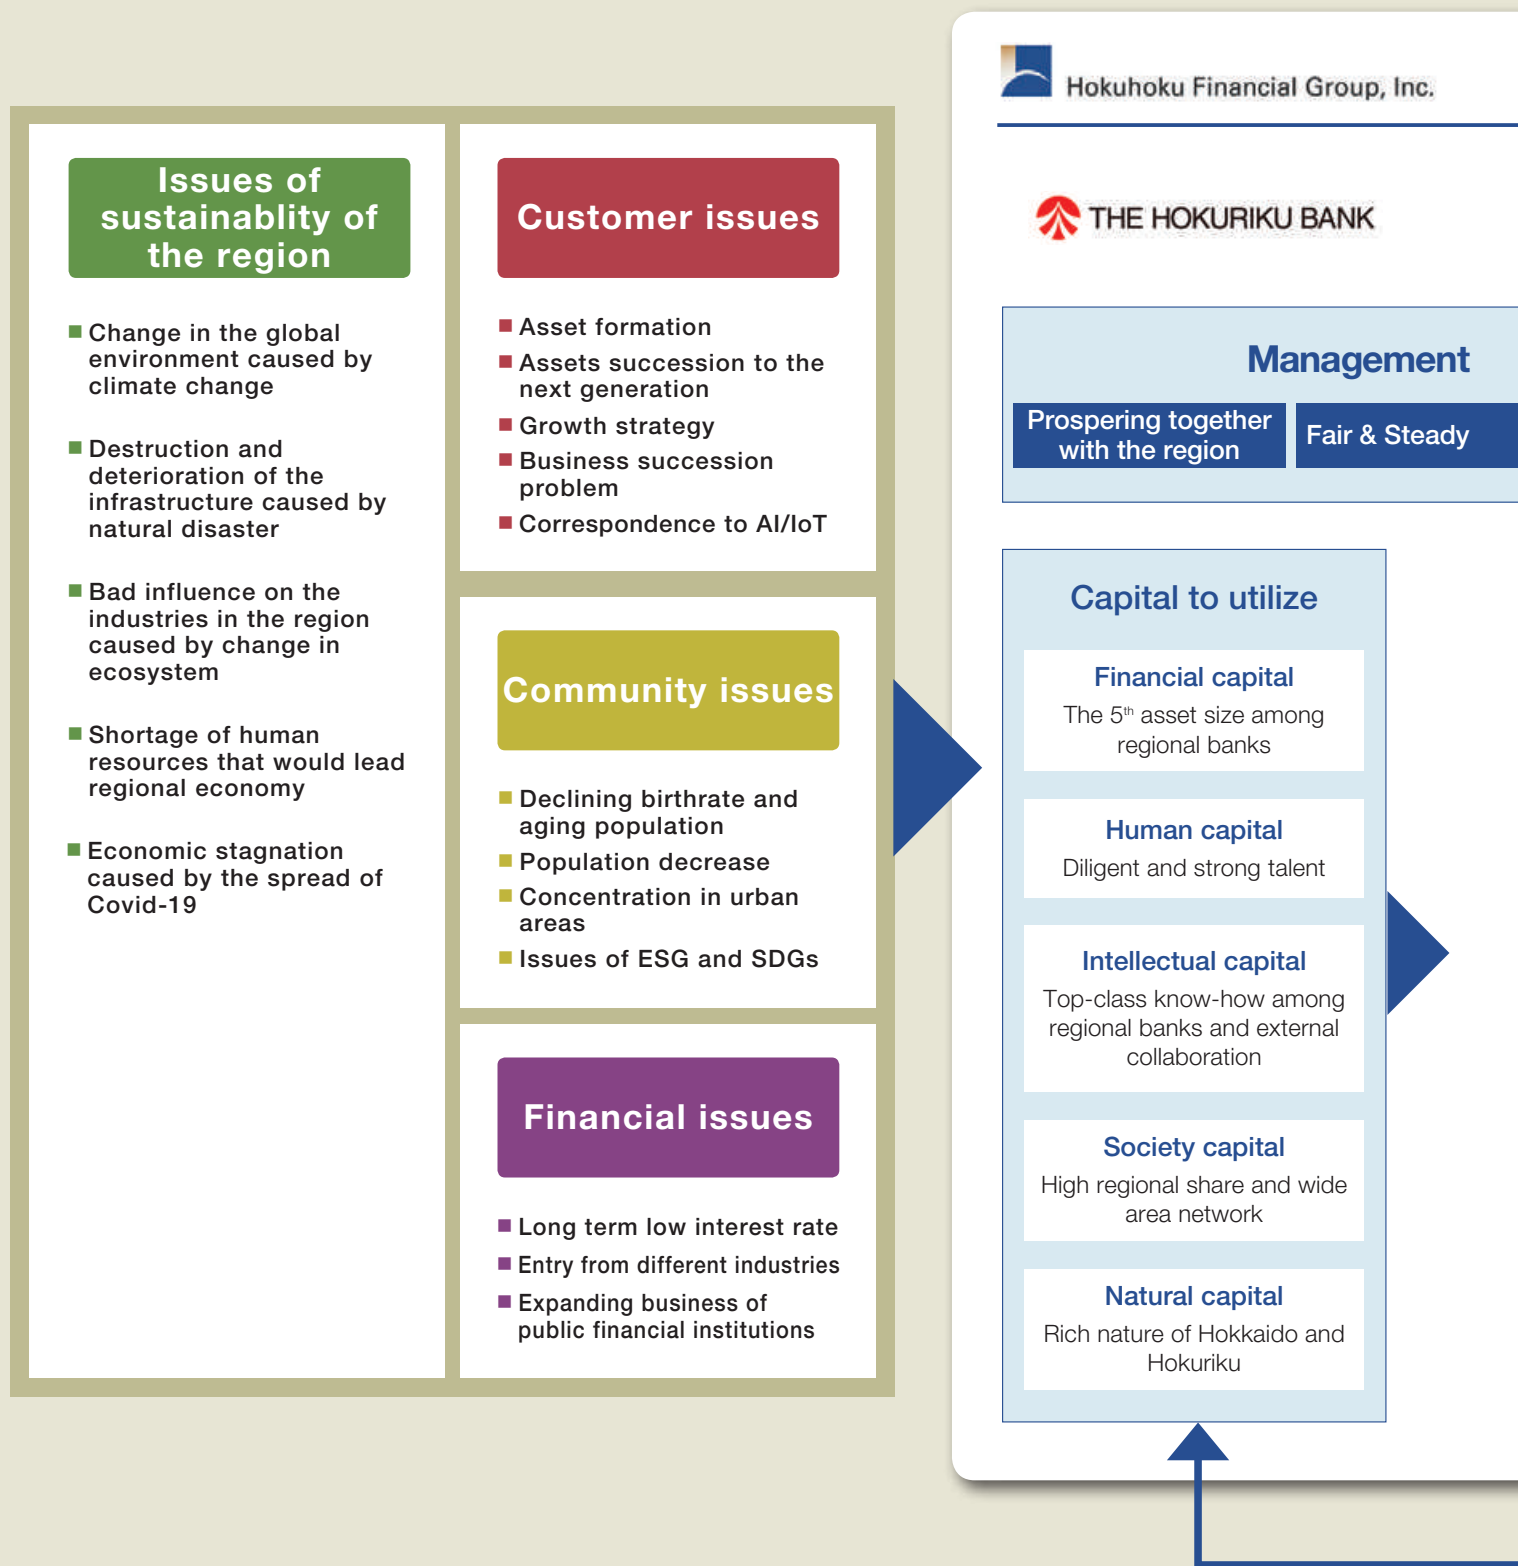 Issues of
sustainablity of
the region
Change in the global
environment caused by
climate change
Destruction and
deterioration of the
infrastructure caused by
natural disaster
Bad influence on the
industries in the region
caused by change in
ecosystem
Shortage of human
resources that would lead
regional economy
Economic stagnation
caused by the spread of
Covid-19
Customer issues
Asset formation
Assets succession to the
next generation
Growth strategy
Business succession
problem
Correspondence to AI/IoT
Community issues
Declining birthrate and
aging population
Population decrease
Concentration in urban
areas
Issues of ESG and SDGs
Financial issues
Long term low interest rate
Entry from different industries
Expanding business of
public financial institutions
Hokuhoku Financial Group, Inc.
THE HOKURIKU BANK
Management
Prospering together
with the region
Fair & Steady
Capital to utilize
Financial capital
The 5th asset size among
regional banks
Human capital
Diligent and strong talent
Intellectual capital
Top-class know-how among
regional banks and external
collaboration
Society capital
High regional share and wide
area network
Natural capital
Rich nature of Hokkaido and
Hokuriku